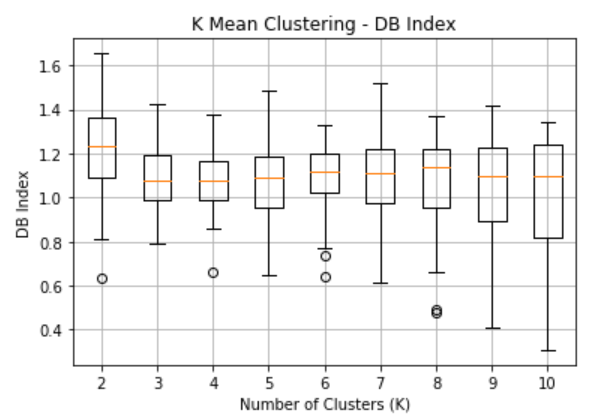 K Mean Clustering - DB Index
1.6
1.4
1.2
1.0
0.8
0.6
0.4
DB Index
2 3 4 5 6 7 8 9 10
Number of Clusters (K)